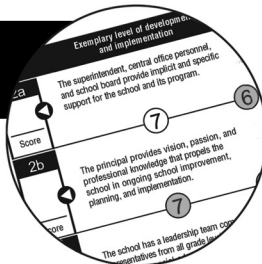 Exemplary level of
and implementation
2a
The superintendent, central office personnel,
and school board provide implicit and specific
support for the school and its program.
Score
7
6
2b
The principal provides vision, passion, and
professional knowledge that propels the
school in ongoing school improvement,
planning, and implementation.
7
The school has a leadership team
from all grade